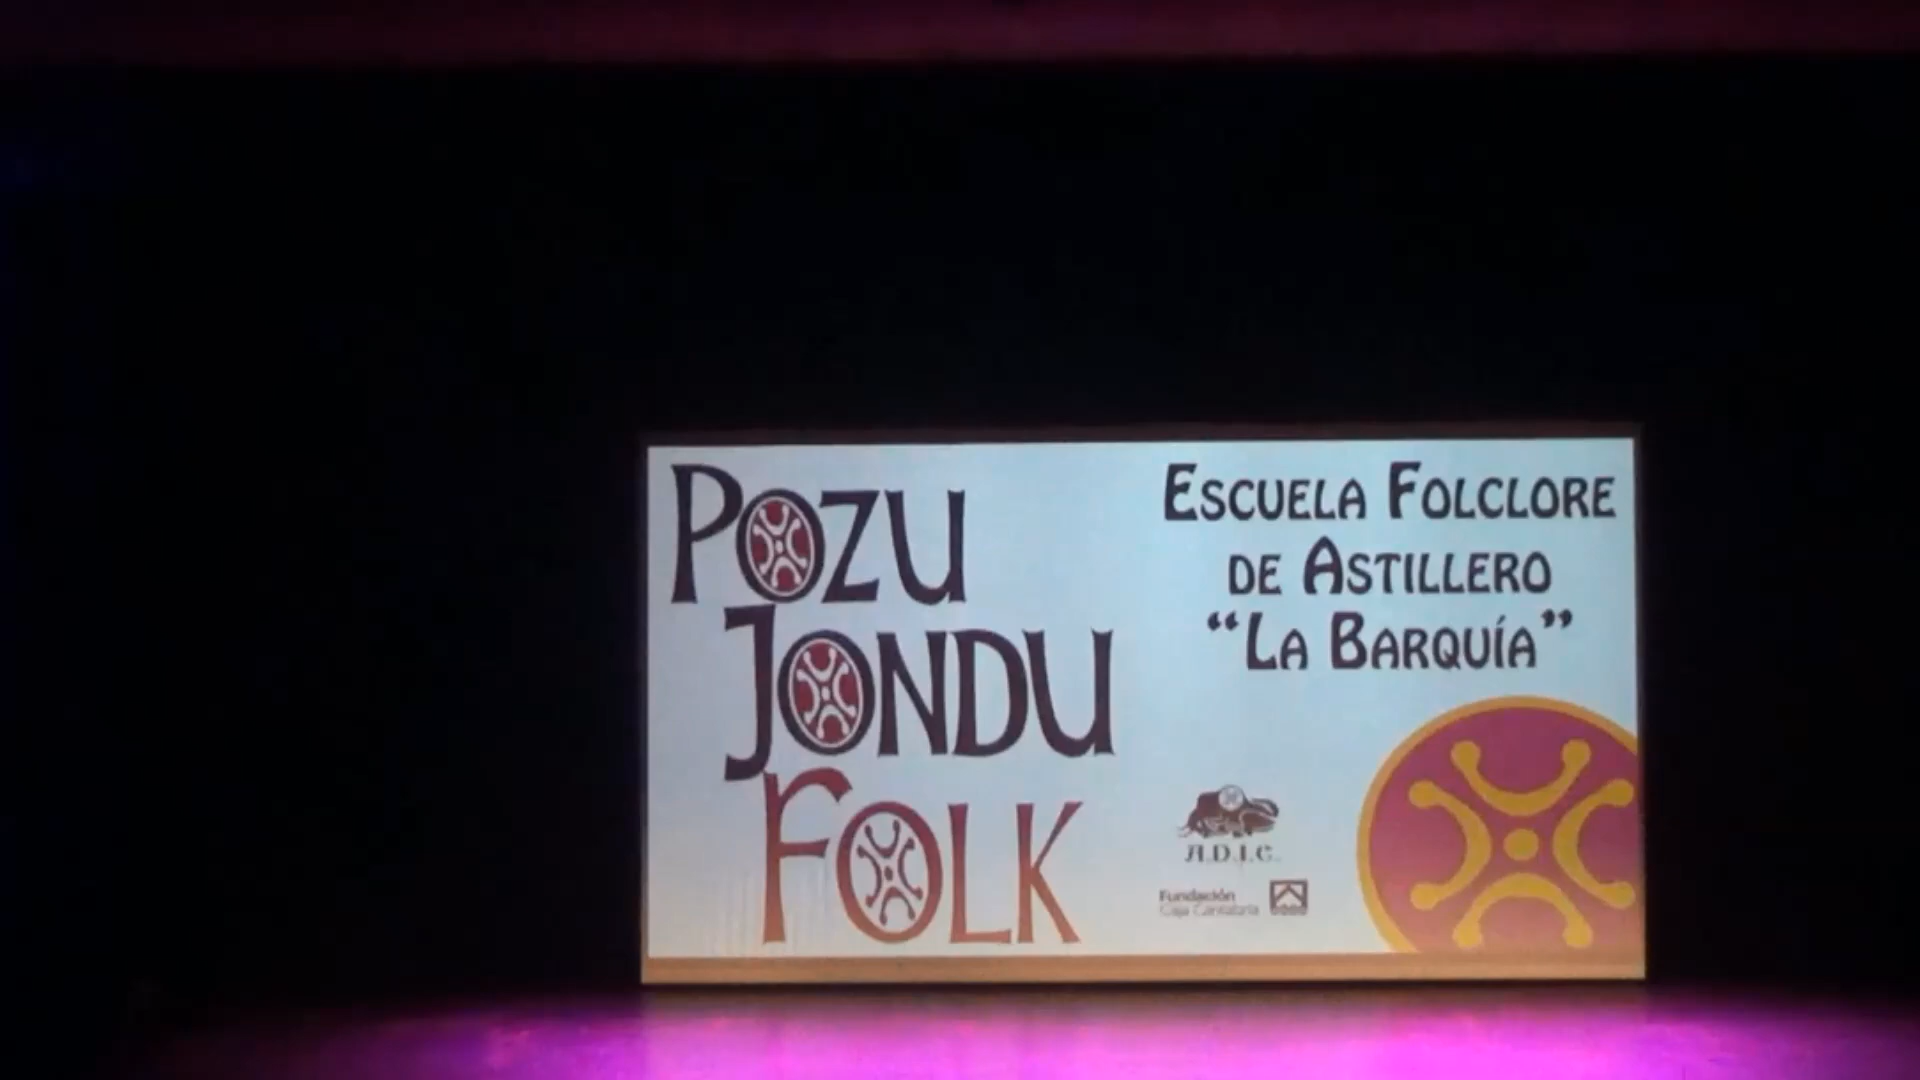 POZU
JONDU
FOLK
ESCUELA FOLCLORE
DE ASTILLERO
“LA BARQUÍA”
A.D.I.C.
Fundación
Caja Cantabria